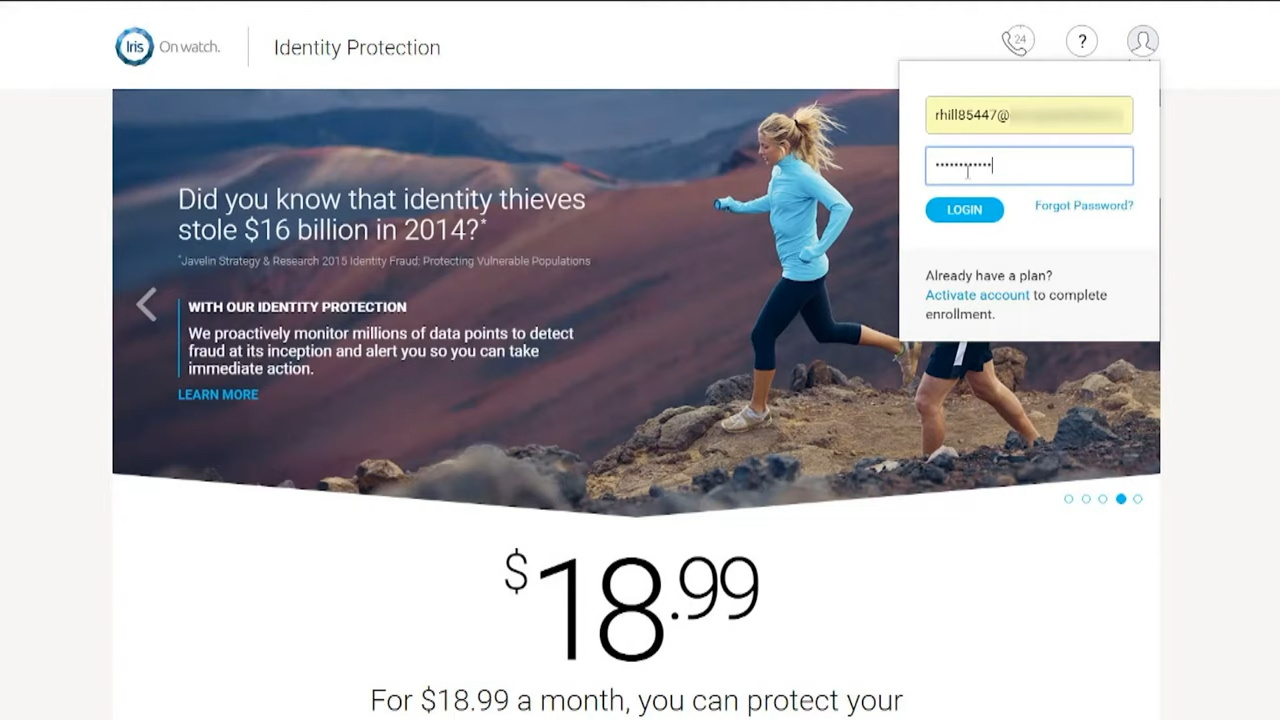 Iris On watch.
Identity Protection
24
?
rhill85447@
••••••••••••
LOGIN
Forgot Password?
Already have a plan?
Activate account to complete
enrollment.
Did you know that identity thieves
stole $16 billion in 2014?*
*Javelin Strategy & Research 2015 Identity Fraud: Protecting Vulnerable Populations
WITH OUR IDENTITY PROTECTION
We proactively monitor millions of data points to detect
fraud at its inception and alert you so you can take
immediate action.
LEARN MORE
$18.99
For $18.99 a month, you can protect your